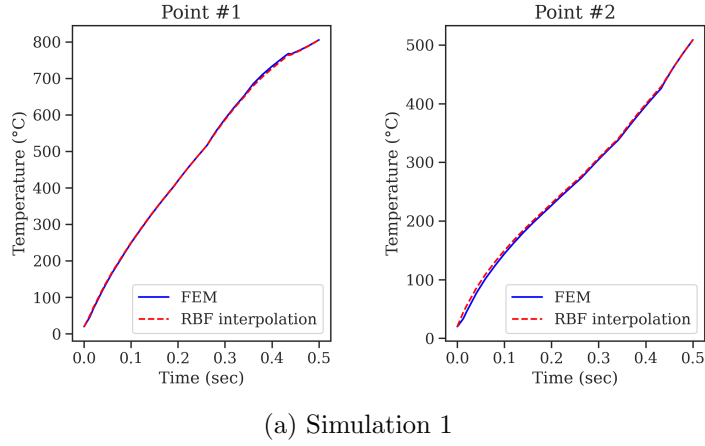 Point #1
800
700
600
500
400
300
200
100
0
Temperature (°C)
FEM
RBF interpolation
0.0 0.1 0.2 0.3 0.4 0.5
Time (sec)
Point #2
500
400
300
200
100
0
Temperature (°C)
FEM
RBF interpolation
0.0 0.1 0.2 0.3 0.4 0.5
Time (sec)
(a) Simulation 1